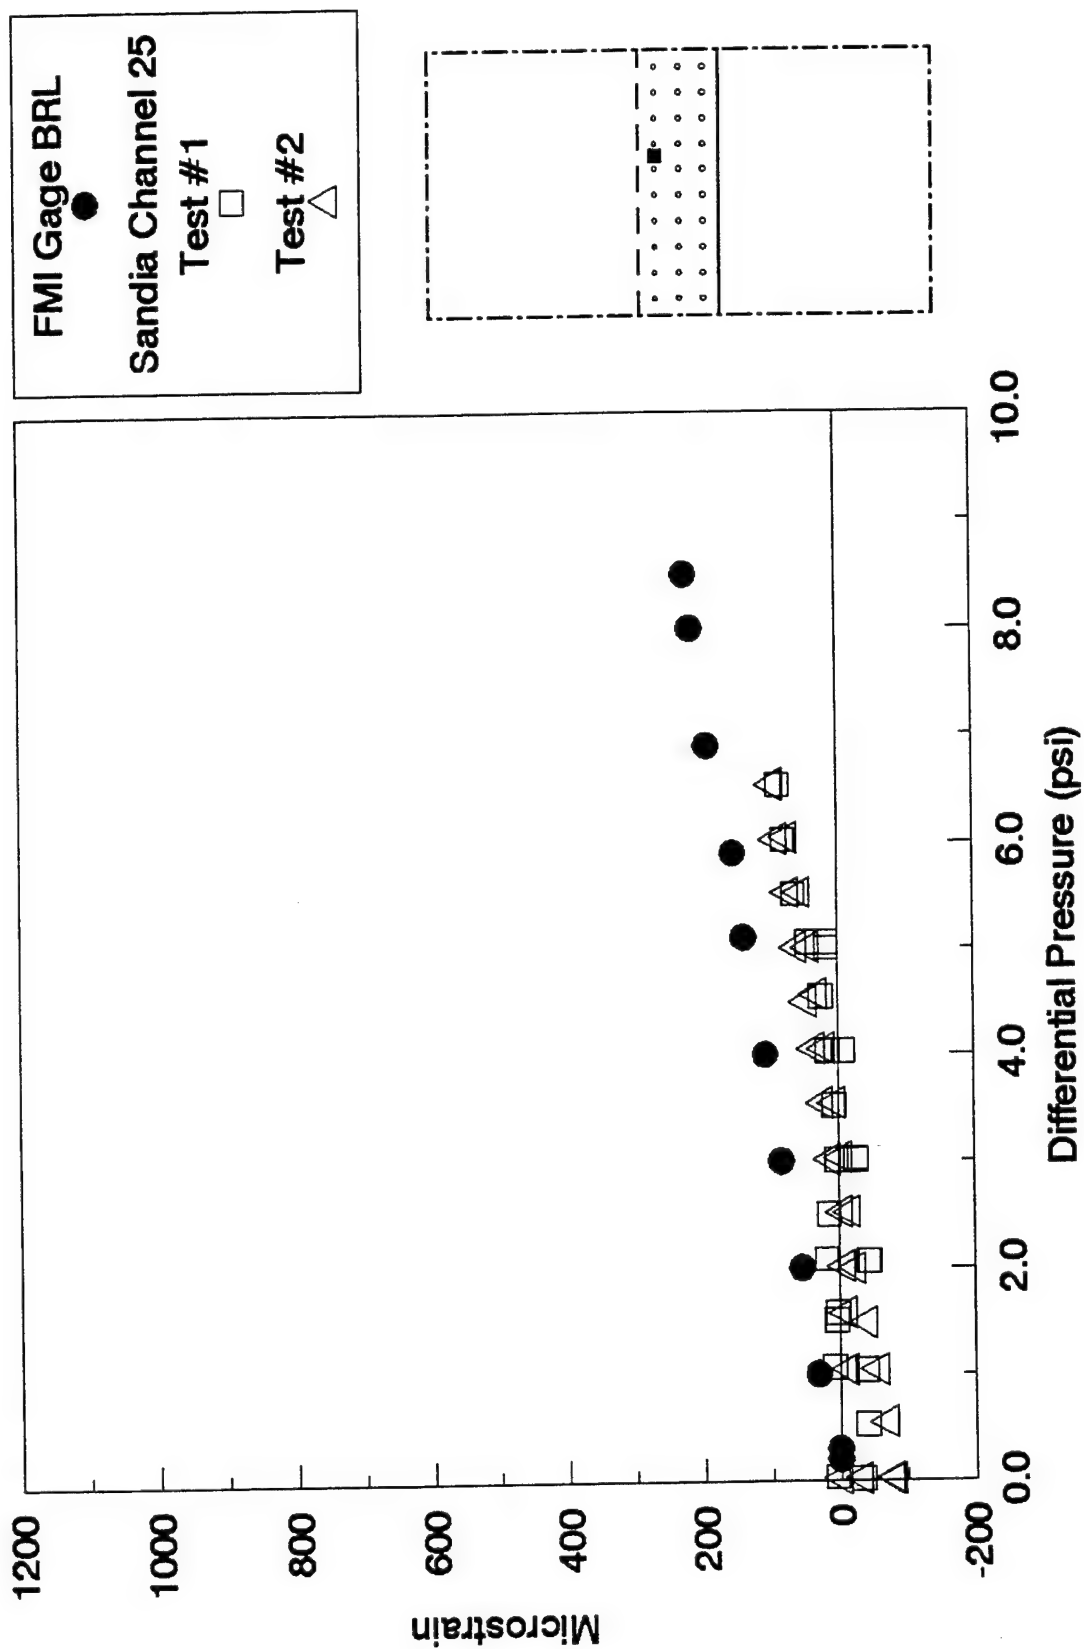 FMI Gage BRL
Sandia Channel 25
Test #1
Test #2
1200
1000
800
600
400
200
0
-200
Microstrain
0.0
2.0
4.0
6.0
8.0
10.0
Differential Pressure (psi)